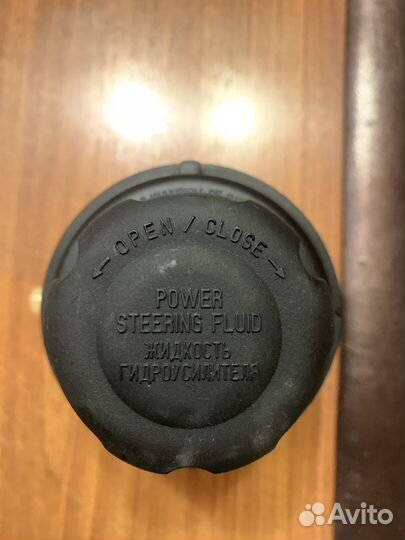 ← OPEN / CLOSE →
POWER
STEERING FLUID
ЖИДКОСТЬ
ГИДРОУСИЛИТЕЛЯ
Avito